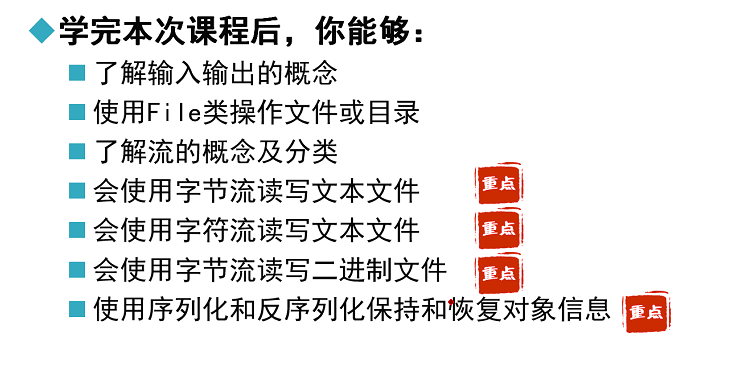 学完本次课程后，你能够：
了解输入输出的概念
使用File类操作文件或目录
了解流的概念及分类
会使用字节流读写文本文件 重点
会使用字符流读写文本文件 重点
会使用字节流读写二进制文件 重点
使用序列化和反序列化保持和恢复对象信息 重点